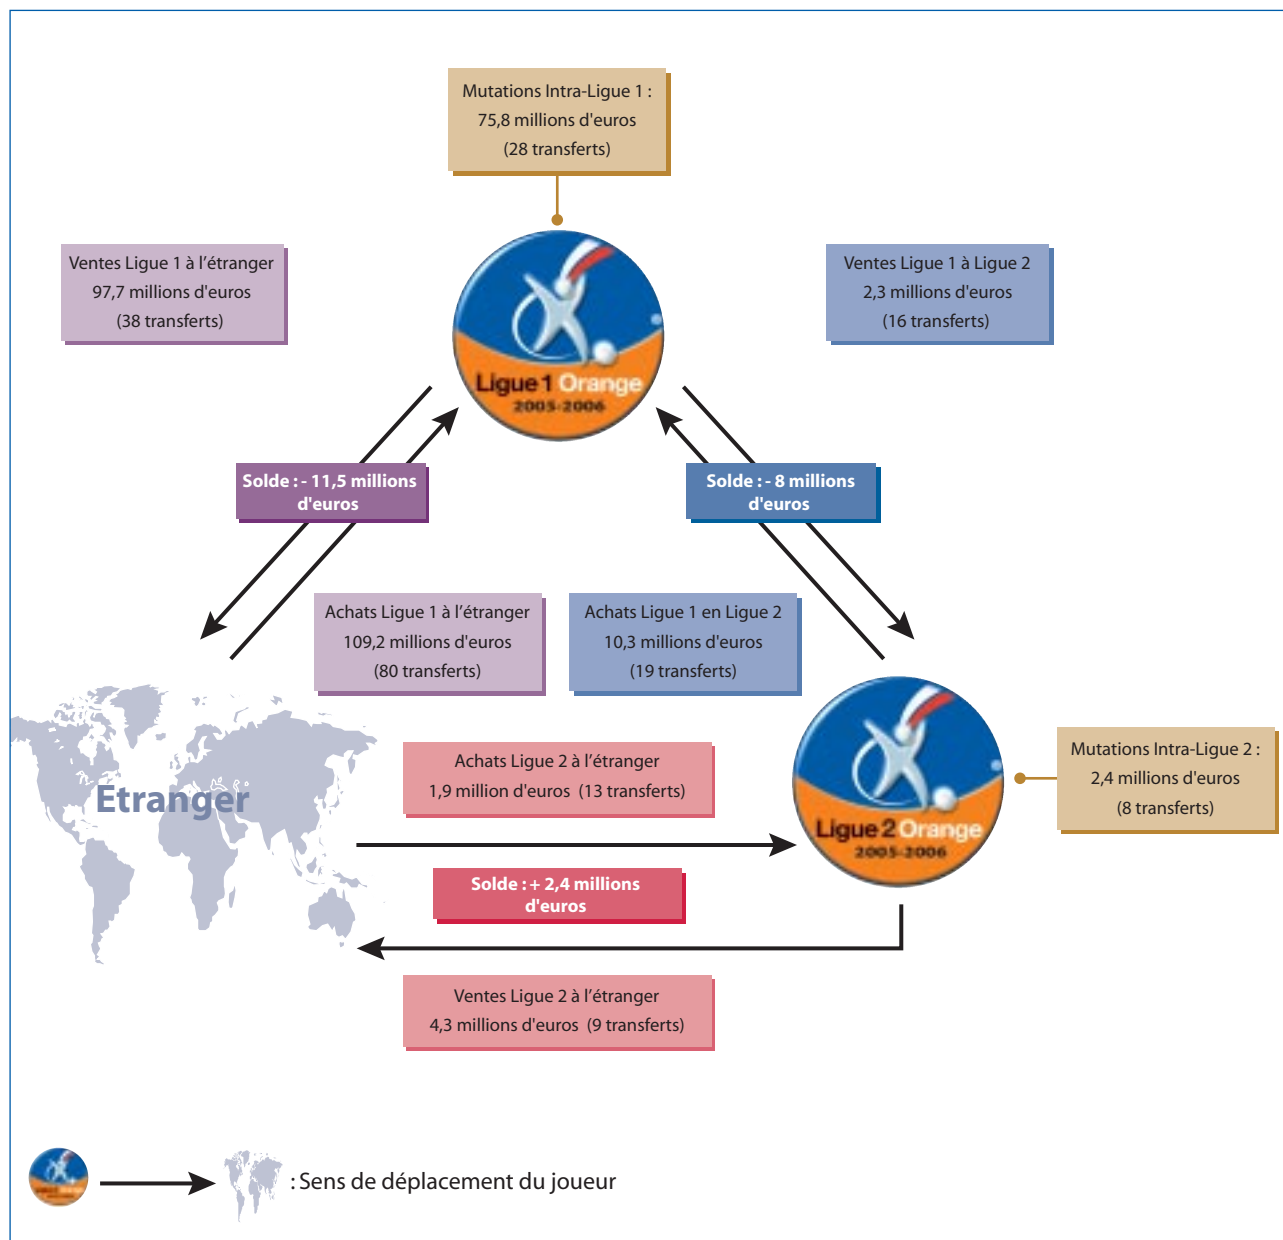 Mutations Intra-Ligue 1 :
75,8 millions d'euros
(28 transferts)
Ventes Ligue 1 à l'étranger
97,7 millions d'euros
(38 transferts)
Ligue 1 Orange
2005-2006
Ventes Ligue 1 à Ligue 2
2,3 millions d'euros
(16 transferts)
Solde : - 11,5 millions
d'euros
Solde : - 8 millions
d'euros
Achats Ligue 1 à l'étranger
109,2 millions d'euros
(80 transferts)
Achats Ligue 1 en Ligue 2
10,3 millions d'euros
(19 transferts)
Etranger
Achats Ligue 2 à l'étranger
1,9 million d'euros (13 transferts)
Ligue 2 Orange
2005-2006
Mutations Intra-Ligue 2 :
2,4 millions d'euros
(8 transferts)
Solde : + 2,4 millions
d'euros
Ventes Ligue 2 à l'étranger
4,3 millions d'euros (9 transferts)
: Sens de déplacement du joueur